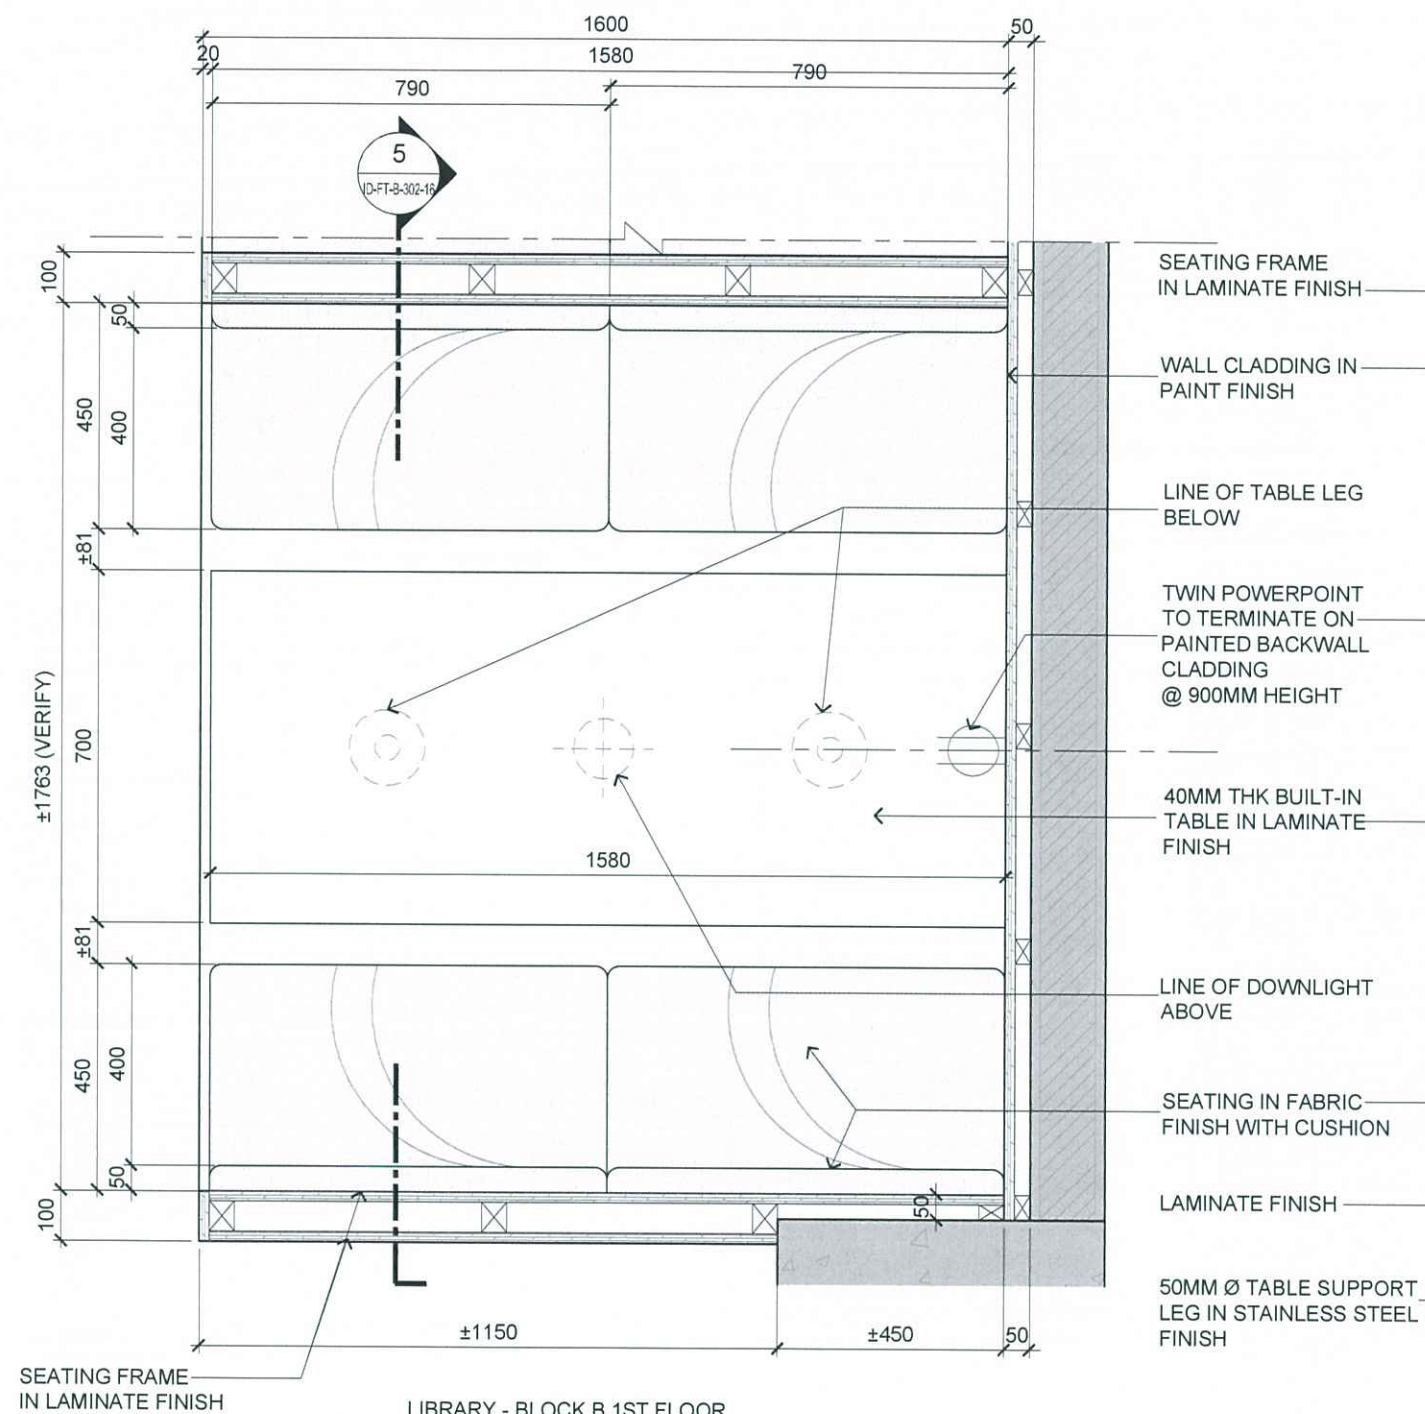 1600
50
20
1580
790
790
5
ID-FT-B-302-16
100
50
450
400
±81
±1763 (VERIFY)
700
1580
±81
450
400
50
100
50
±1150
±450
50
SEATING FRAME
IN LAMINATE FINISH
WALL CLADDING IN
PAINT FINISH
LINE OF TABLE LEG
BELOW
TWIN POWERPOINT
TO TERMINATE ON
PAINTED BACKWALL
CLADDING
@ 900MM HEIGHT
40MM THK BUILT-IN
TABLE IN LAMINATE
FINISH
LINE OF DOWNLIGHT
ABOVE
SEATING IN FABRIC
FINISH WITH CUSHION
LAMINATE FINISH
50MM Ø TABLE SUPPORT
LEG IN STAINLESS STEEL
FINISH
SEATING FRAME
IN LAMINATE FINISH
LIBRARY - BLOCK B 1ST FLOOR